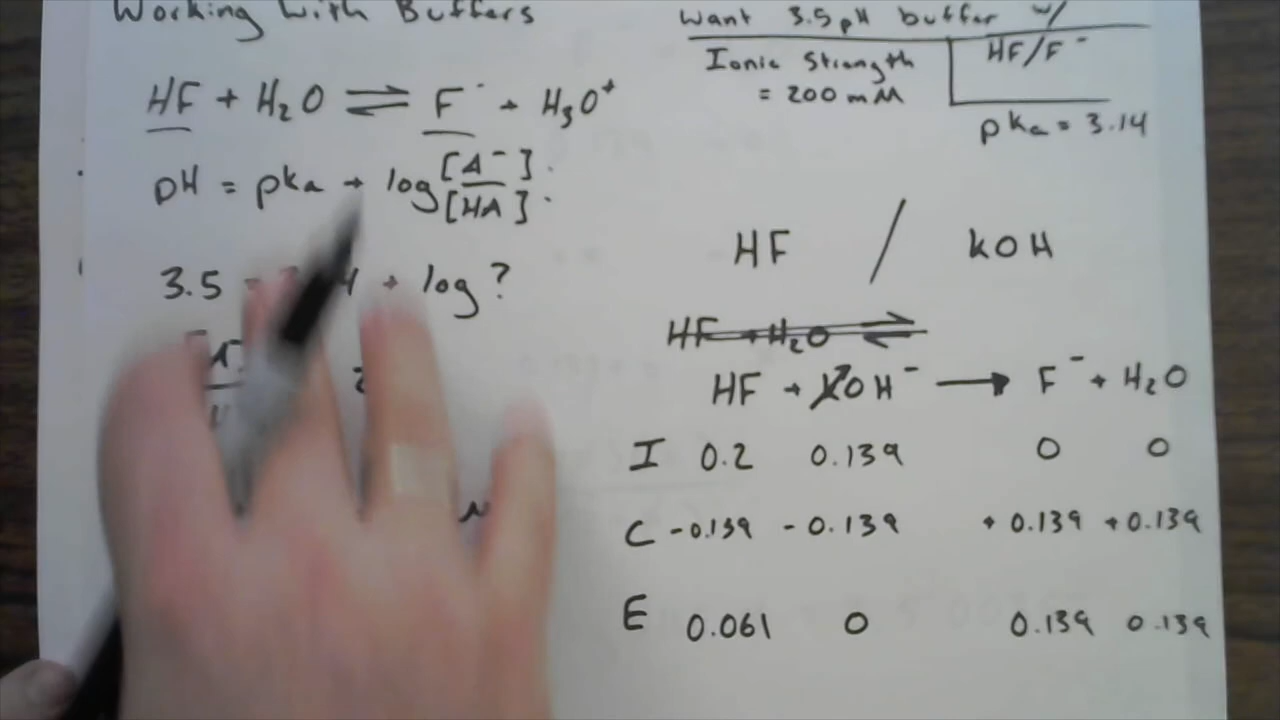 Working with Buffers
HF + H2O ⇌ F- + H3O+
pH = pKa + log [A-]
[HA]
3.5 log ?
Want 3.5 pH buffer w/
Ionic Strength
= 200 mM
HF/F-
pKa = 3.14
HF / KOH
HF + H2O ⇌
HF + KOH- → F- + H2O
I 0.2 0.139 0 0
C -0.139 -0.139 +0.139 +0.139
E 0.061 0 0.139 0.139